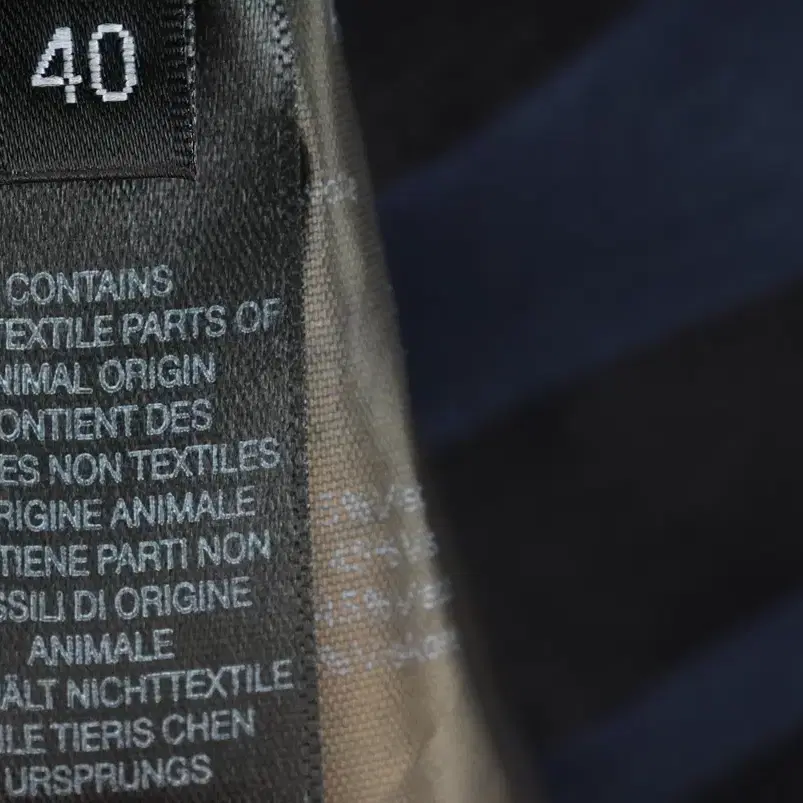 40
CONTAINS
TEXTILE PARTS OF
NIMAL ORIGIN
ONTIENT DES
ES NON TEXTILES
RIGINE ANIMALE
TIENE PARTI NON
SSILI DI ORIGINE
ANIMALE
ALT NICHTTEXTILE
ILE TIERIS CHEN
URSPRUNGS